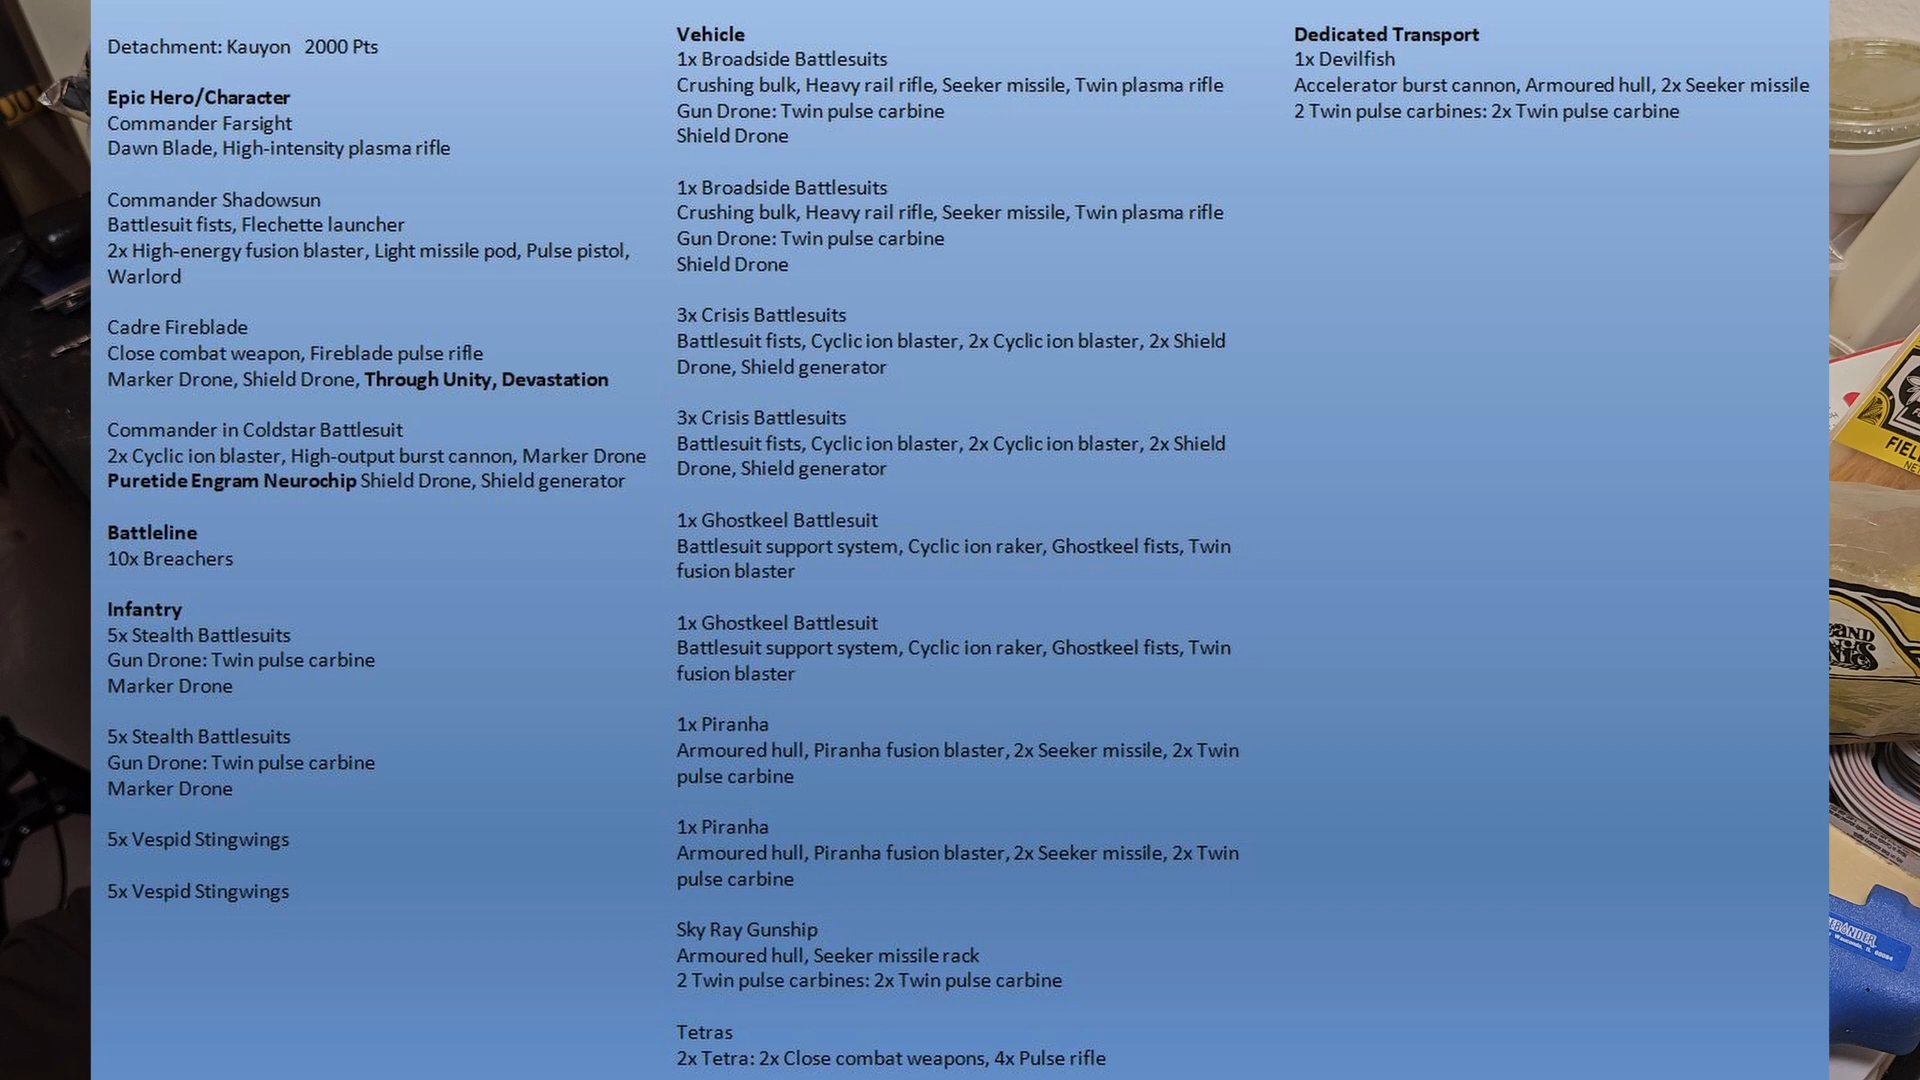 Detachment: Kauyon 2000 Pts
Epic Hero/Character
Commander Farsight
Dawn Blade, High-intensity plasma rifle
Commander Shadowsun
Battlesuit fists, Flechette launcher
2x High-energy fusion blaster, Light missile pod, Pulse pistol,
Warlord
Cadre Fireblade
Close combat weapon, Fireblade pulse rifle
Marker Drone, Shield Drone, Through Unity, Devastation
Commander in Coldstar Battlesuit
2x Cyclic ion blaster, High-output burst cannon, Marker Drone
Puretide Engram Neurochip Shield Drone, Shield generator
Battleline
10x Breachers
Infantry
5x Stealth Battlesuits
Gun Drone: Twin pulse carbine
Marker Drone
5x Stealth Battlesuits
Gun Drone: Twin pulse carbine
Marker Drone
5x Vespid Stingwings
5x Vespid Stingwings
Vehicle
1x Broadside Battlesuits
Crushing bulk, Heavy rail rifle, Seeker missile, Twin plasma rifle
Gun Drone: Twin pulse carbine
Shield Drone
1x Broadside Battlesuits
Crushing bulk, Heavy rail rifle, Seeker missile, Twin plasma rifle
Gun Drone: Twin pulse carbine
Shield Drone
3x Crisis Battlesuits
Battlesuit fists, Cyclic ion blaster, 2x Cyclic ion blaster, 2x Shield
Drone, Shield generator
3x Crisis Battlesuits
Battlesuit fists, Cyclic ion blaster, 2x Cyclic ion blaster, 2x Shield
Drone, Shield generator
1x Ghostkeel Battlesuit
Battlesuit support system, Cyclic ion raker, Ghostkeel fists, Twin
fusion blaster
1x Ghostkeel Battlesuit
Battlesuit support system, Cyclic ion raker, Ghostkeel fists, Twin
fusion blaster
1x Piranha
Armoured hull, Piranha fusion blaster, 2x Seeker missile, 2x Twin
pulse carbine
1x Piranha
Armoured hull, Piranha fusion blaster, 2x Seeker missile, 2x Twin
pulse carbine
Sky Ray Gunship
Armoured hull, Seeker missile rack
2 Twin pulse carbines: 2x Twin pulse carbine
Tetras
2x Tetra: 2x Close combat weapons, 4x Pulse rifle
Dedicated Transport
1x Devilfish
Accelerator burst cannon, Armoured hull, 2x Seeker missile
2 Twin pulse carbines: 2x Twin pulse carbine
FIEL
AND